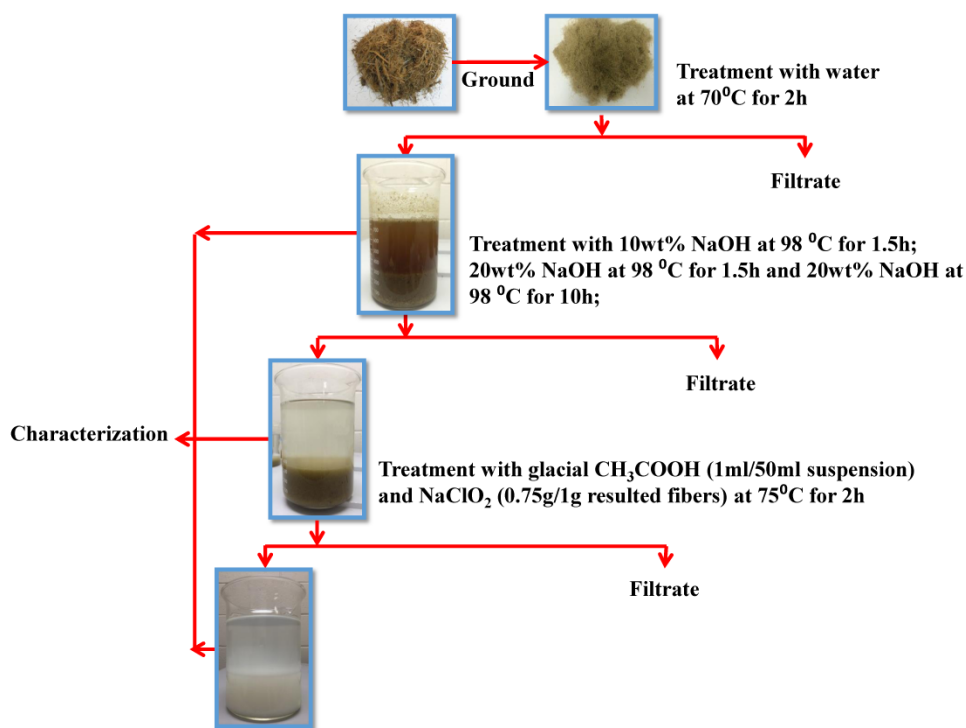 Ground
Treatment with water
at 70⁰C for 2h
Filtrate
Treatment with 10wt% NaOH at 98 ⁰C for 1.5h;
20wt% NaOH at 98 ⁰C for 1.5h and 20wt% NaOH at
98 ⁰C for 10h;
Filtrate
Characterization
Treatment with glacial CH₃COOH (1ml/50ml suspension)
and NaClO₂ (0.75g/1g resulted fibers) at 75⁰C for 2h
Filtrate